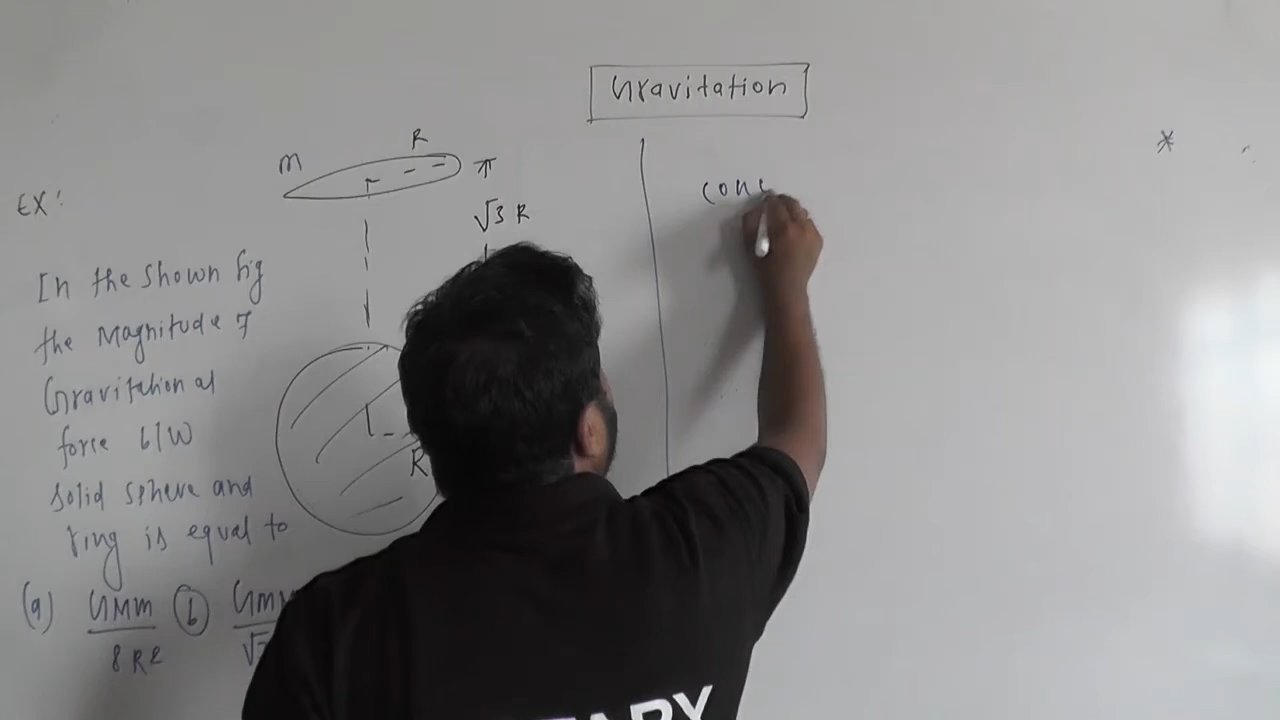 Gravitation
Ex:
m
R
√3 R
In the shown fig
the Magnitude of
Gravitational
force b/w
solid sphere and
ring is equal to
R
(a) GMm / 8R² (b)
conc